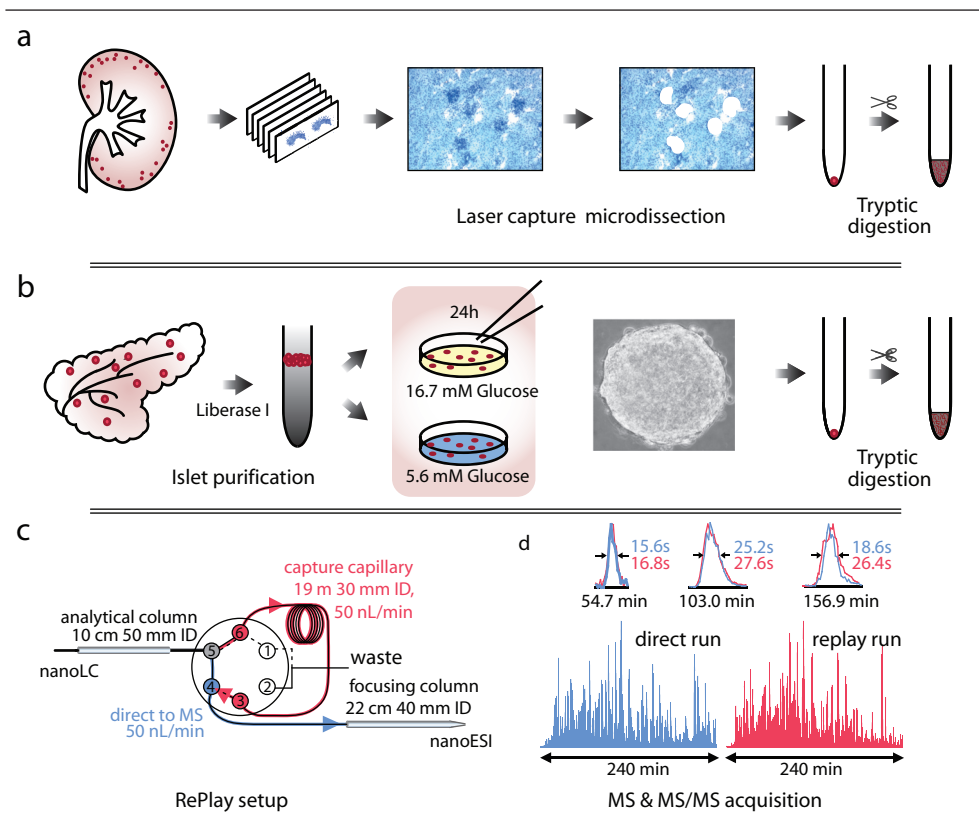 a
Laser capture microdissection
Tryptic
digestion
b
Liberase I
Islet purification
24h
16.7 mM Glucose
5.6 mM Glucose
Tryptic
digestion
c
capture capillary
19 m 30 mm ID,
50 nL/min
analytical column
10 cm 50 mm ID
nanoLC
6
5
1
4
3
2
waste
focusing column
22 cm 40 mm ID
nanoESI
direct to MS
50 nL/min
RePlay setup
d
15.6s
16.8s
54.7 min
25.2s
27.6s
103.0 min
18.6s
26.4s
156.9 min
direct run
replay run
240 min
240 min
MS & MS/MS acquisition